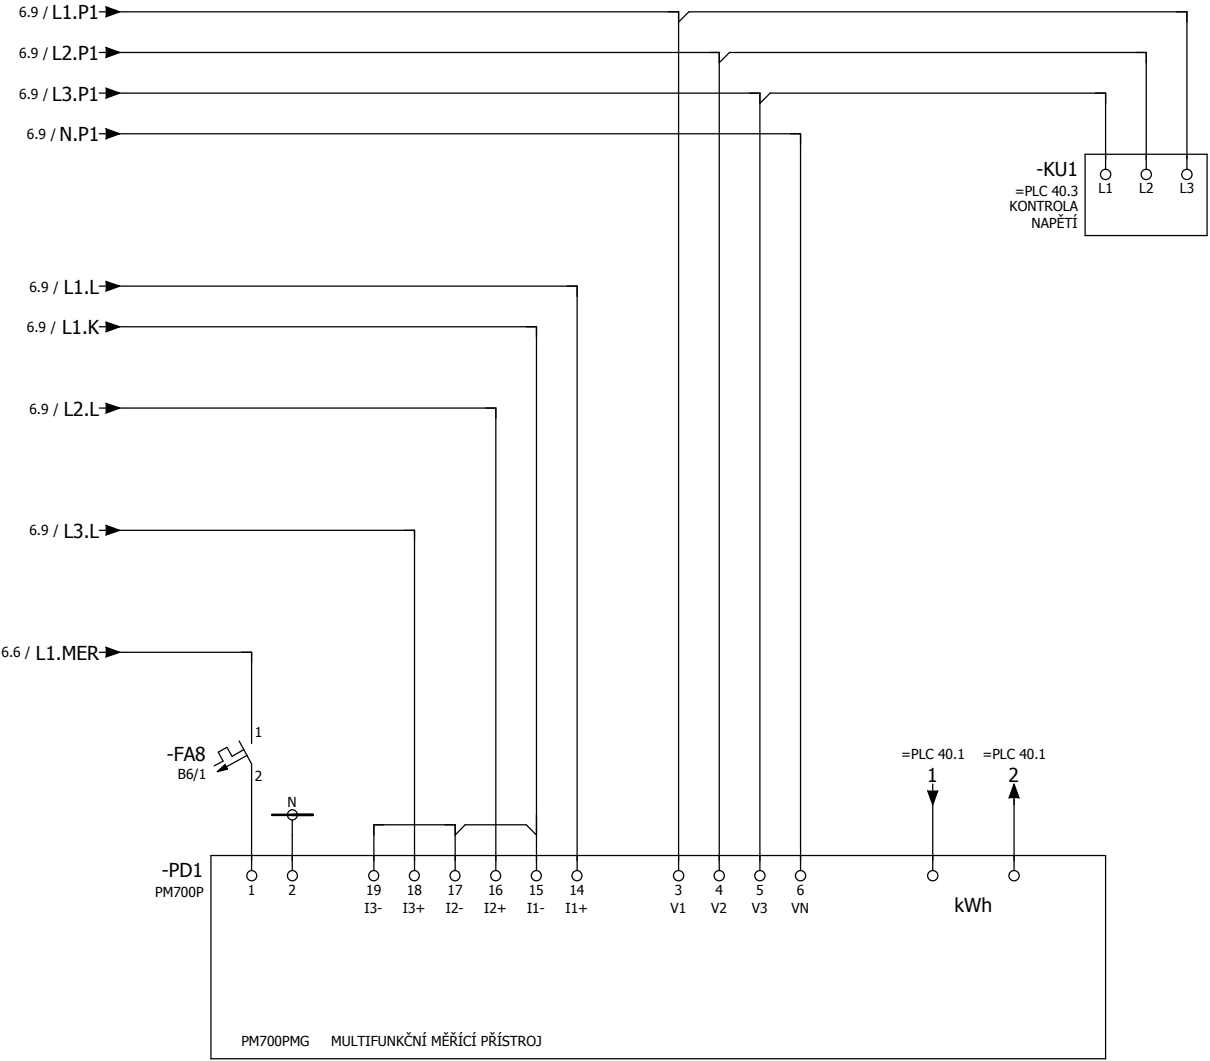 6.9 / L1.P1
6.9 / L2.P1
6.9 / L3.P1
6.9 / N.P1
-KU1
=PLC 40.3
KONTROLA
NAPĚTÍ
L1 L2 L3
6.9 / L1.L
6.9 / L1.K
6.9 / L2.L
6.9 / L3.L
6.6 / L1.MER
1
-FA8
B6/1
2
=PLC 40.1 =PLC 40.1
1 2
N
-PD1
PM700P
1 2 19 18 17 16 15 14 3 4 5 6
I3- I3+ I2- I2+ I1- I1+ V1 V2 V3 VN kWh
PM700PMG MULTIFUNKČNÍ MĚŘÍCÍ PŘÍSTROJ